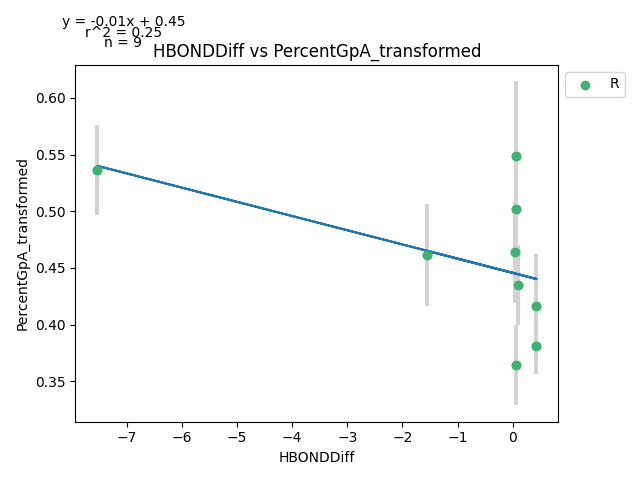 y = -0.01x + 0.45
r^2 = 0.25
n = 9
HBONDDiff vs PercentGpA_transformed
R
PercentGpA_transformed
0.60
0.55
0.50
0.45
0.40
0.35
−7 −6 −5 −4 −3 −2 −1 0
HBONDDiff